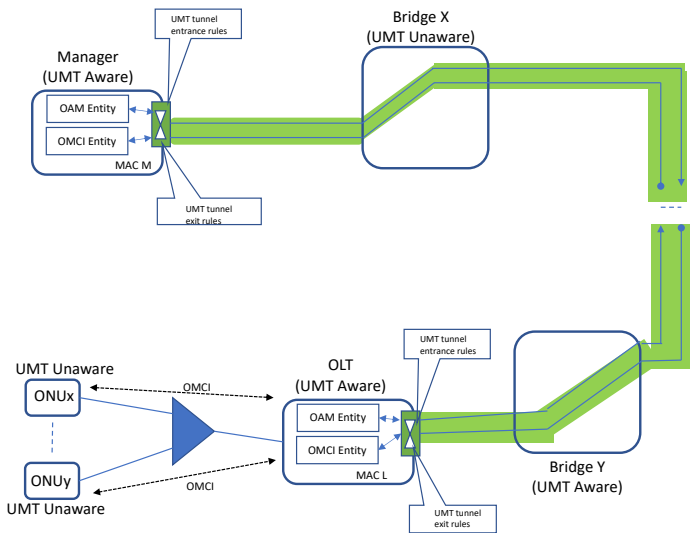 UMT tunnel
entrance rules
Bridge X
(UMT Unaware)
Manager
(UMT Aware)
OAM Entity
OMCI Entity
MAC M
UMT tunnel
exit rules
UMT tunnel
entrance rules
OLT
(UMT Aware)
UMT Unaware
OMCI
ONUx
OAM Entity
OMCI Entity
MAC L
Bridge Y
(UMT Aware)
ONUy
OMCI
UMT Unaware
UMT tunnel
exit rules